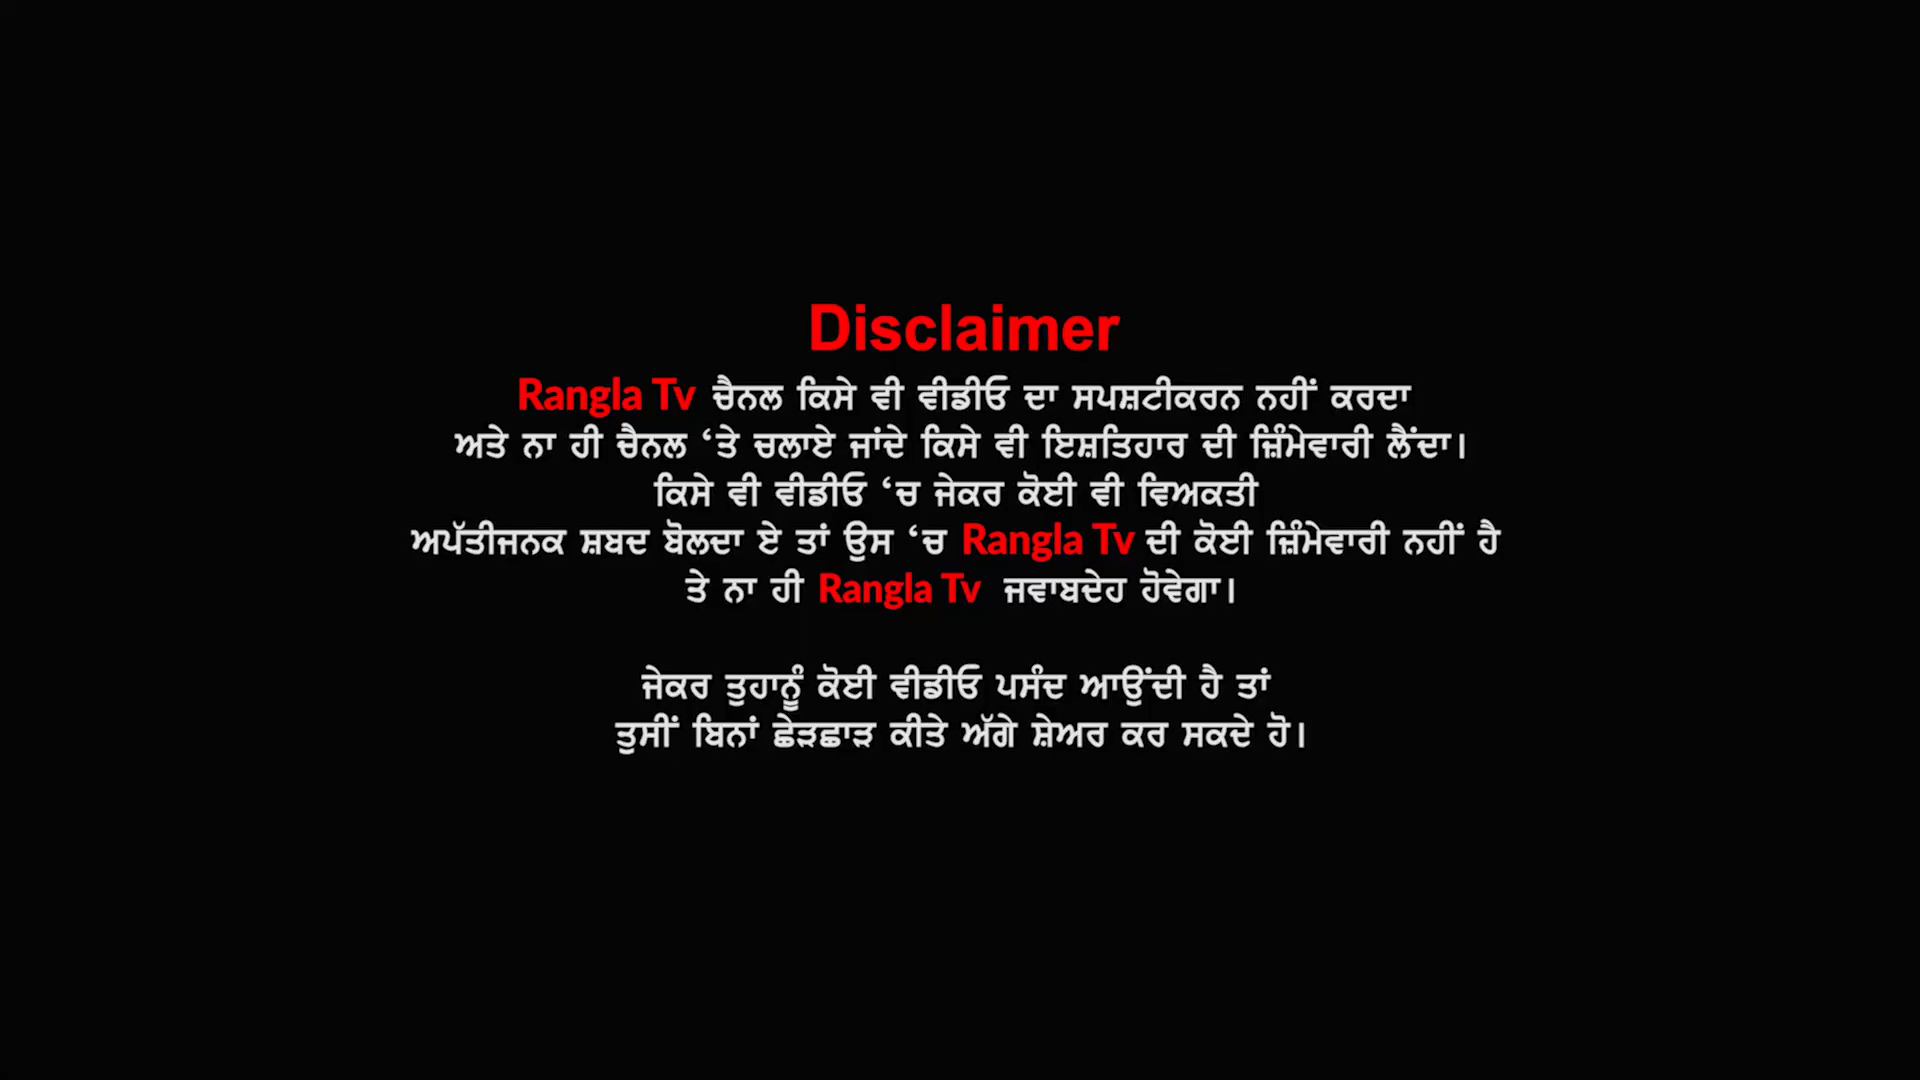 Disclaimer
Rangla Tv ਚੈਨਲ ਕਿਸੇ ਵੀ ਵੀਡੀਓ ਦਾ ਸਪਸ਼ਟੀਕਰਨ ਨਹੀਂ ਕਰਦਾ
ਅਤੇ ਨਾ ਹੀ ਚੈਨਲ ‘ਤੇ ਚਲਾਏ ਜਾਂਦੇ ਕਿਸੇ ਵੀ ਇਸ਼ਤਿਹਾਰ ਦੀ ਜ਼ਿੰਮੇਵਾਰੀ ਲੈਂਦਾ।
ਕਿਸੇ ਵੀ ਵੀਡੀਓ ‘ਚ ਜੇਕਰ ਕੋਈ ਵੀ ਵਿਅਕਤੀ
ਅਪੱਤੀਜਨਕ ਸ਼ਬਦ ਬੋਲਦਾ ਏ ਤਾਂ ਉਸ ‘ਚ Rangla Tv ਦੀ ਕੋਈ ਜ਼ਿੰਮੇਵਾਰੀ ਨਹੀਂ ਹੈ
ਤੇ ਨਾ ਹੀ Rangla Tv ਜਵਾਬਦੇਹ ਹੋਵੇਗਾ।
ਜੇਕਰ ਤੁਹਾਨੂੰ ਕੋਈ ਵੀਡੀਓ ਪਸੰਦ ਆਉਂਦੀ ਹੈ ਤਾਂ
ਤੁਸੀਂ ਬਿਨਾਂ ਛੇੜਛਾੜ ਕੀਤੇ ਅੱਗੇ ਸ਼ੇਅਰ ਕਰ ਸਕਦੇ ਹੋ।